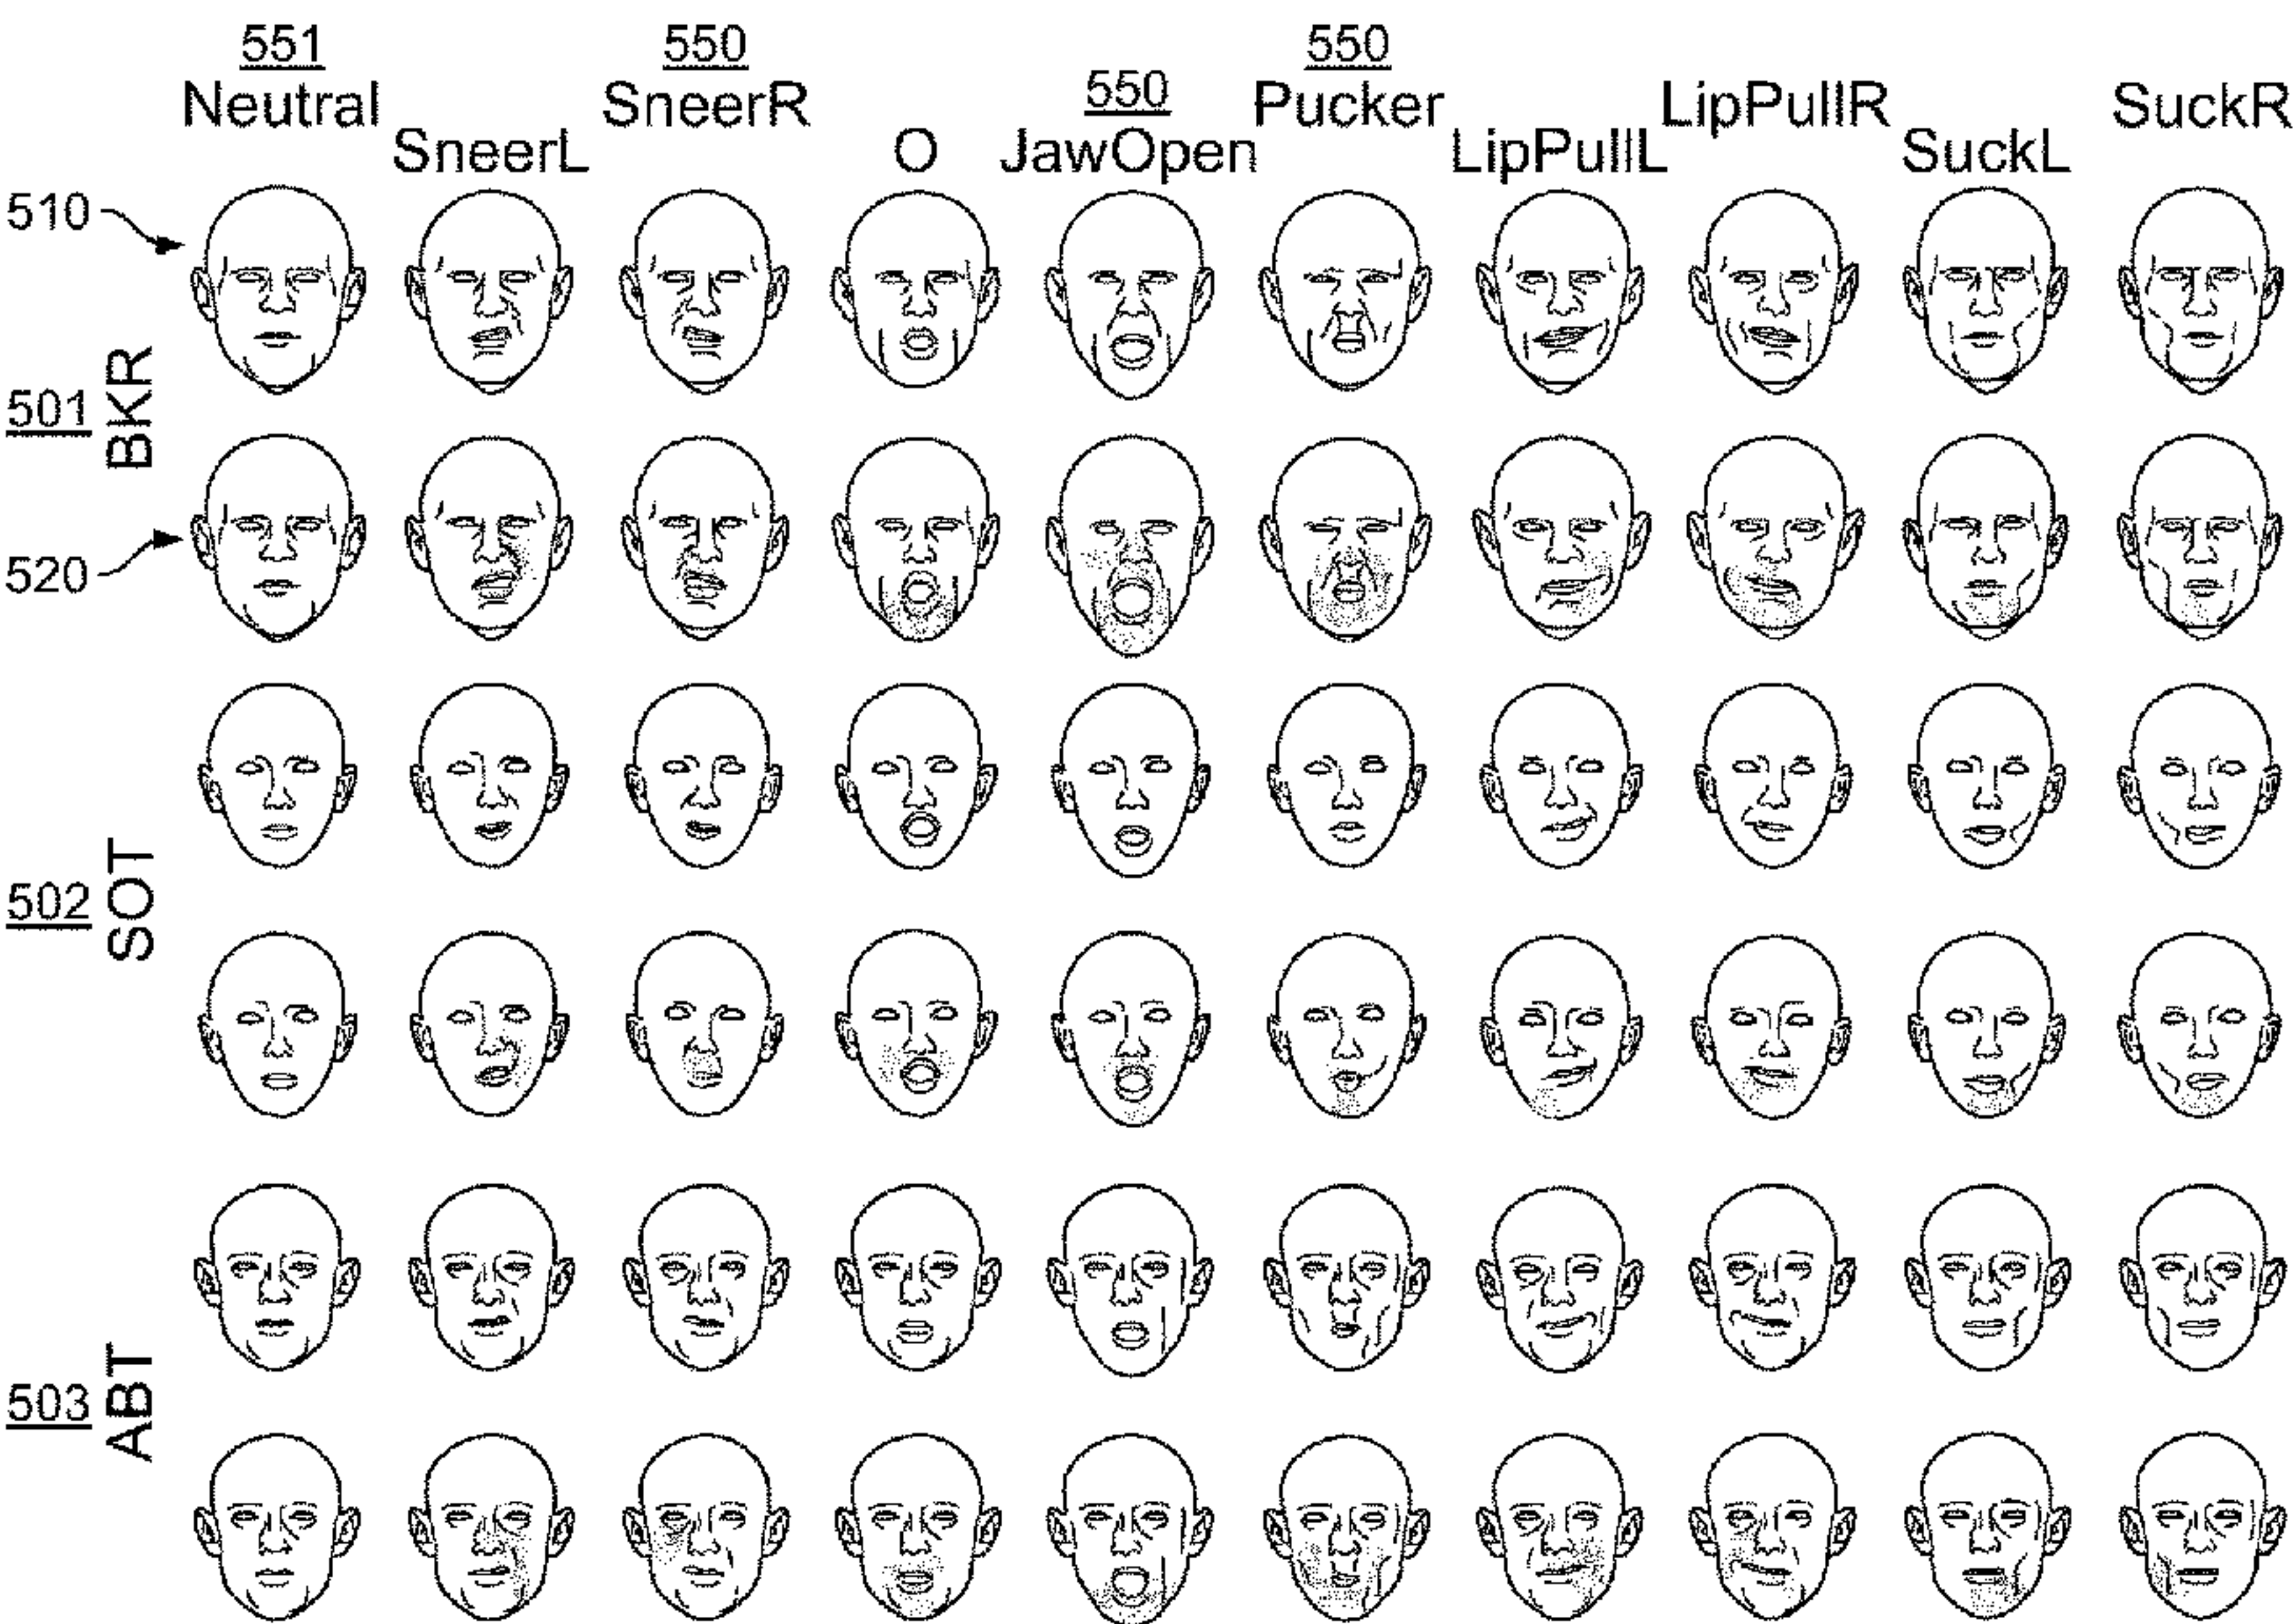 551
Neutral
SneerL
550
SneerR
O
550
JawOpen
550
Pucker
LipPullL
LipPullR
SuckL
SuckR
510
501
BKR
520
502
SOT
503
ABT